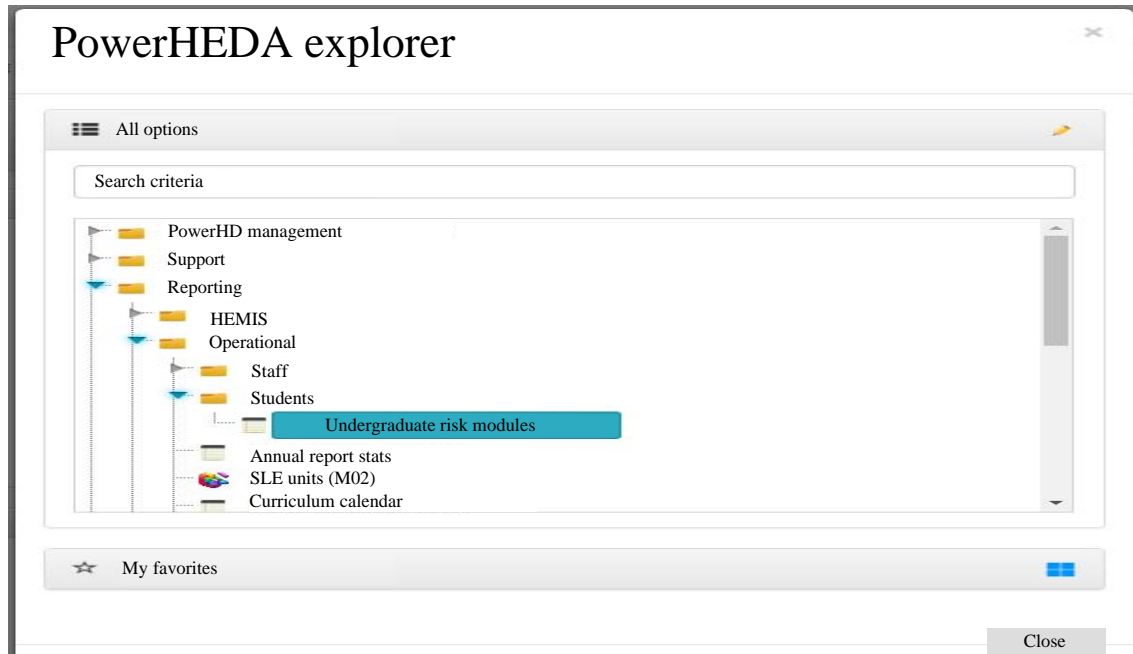 PowerHEDA explorer
All options
Search criteria
PowerHD management
Support
Reporting
HEMIS
Operational
Staff
Students
Undergraduate risk modules
Annual report stats
SLE units (M02)
Curriculum calendar
My favorites
Close